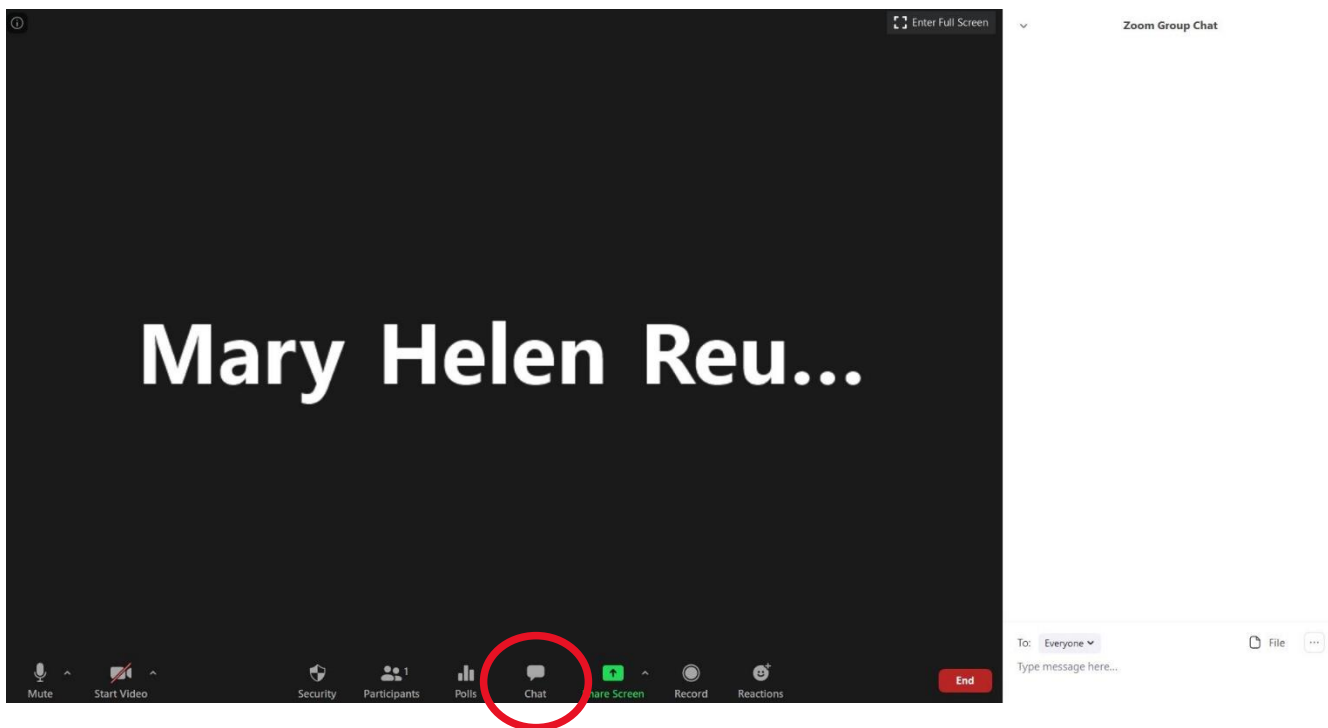 Enter Full Screen
Zoom Group Chat
Mary Helen Reu...
To: Everyone
File
...
Type message here...
1
Mute
Start Video
Security
Participants
Polls
Chat
hare Screen
Record
Reactions
End